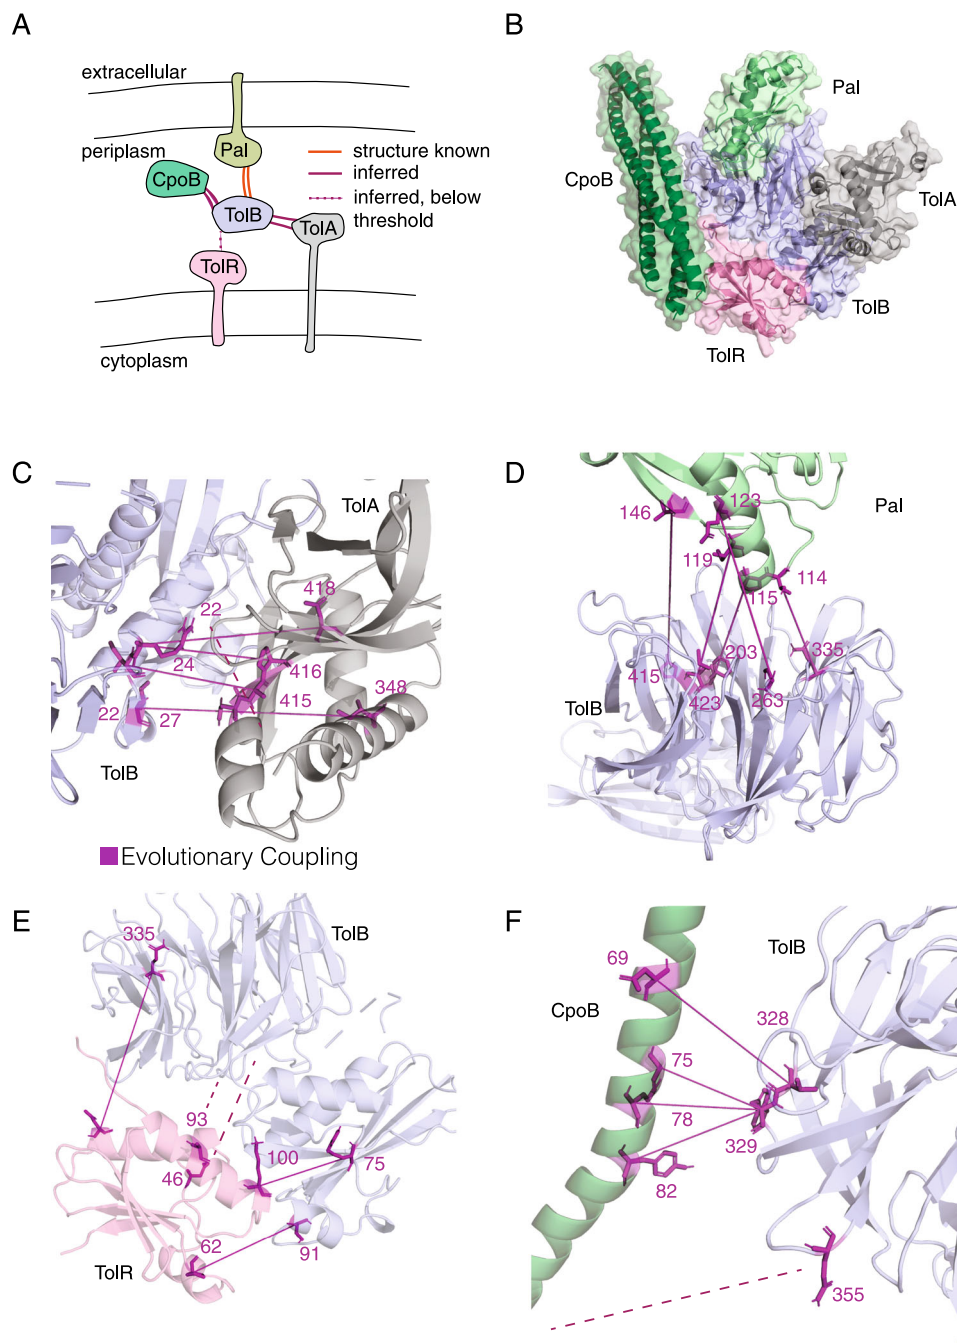 A
extracellular
periplasm
Pal
CpoB
TolB
TolA
TolR
cytoplasm
structure known
inferred
inferred, below
threshold
B
Pal
CpoB
TolA
TolB
TolR
C
TolA
418
22
24
416
415
348
22
27
TolB
Evolutionary Coupling
D
Pal
146
123
119
115
114
203
335
415
423
263
TolB
E
335
TolB
93
46
100
75
62
91
TolR
F
69
TolB
CpoB
328
75
78
329
82
355